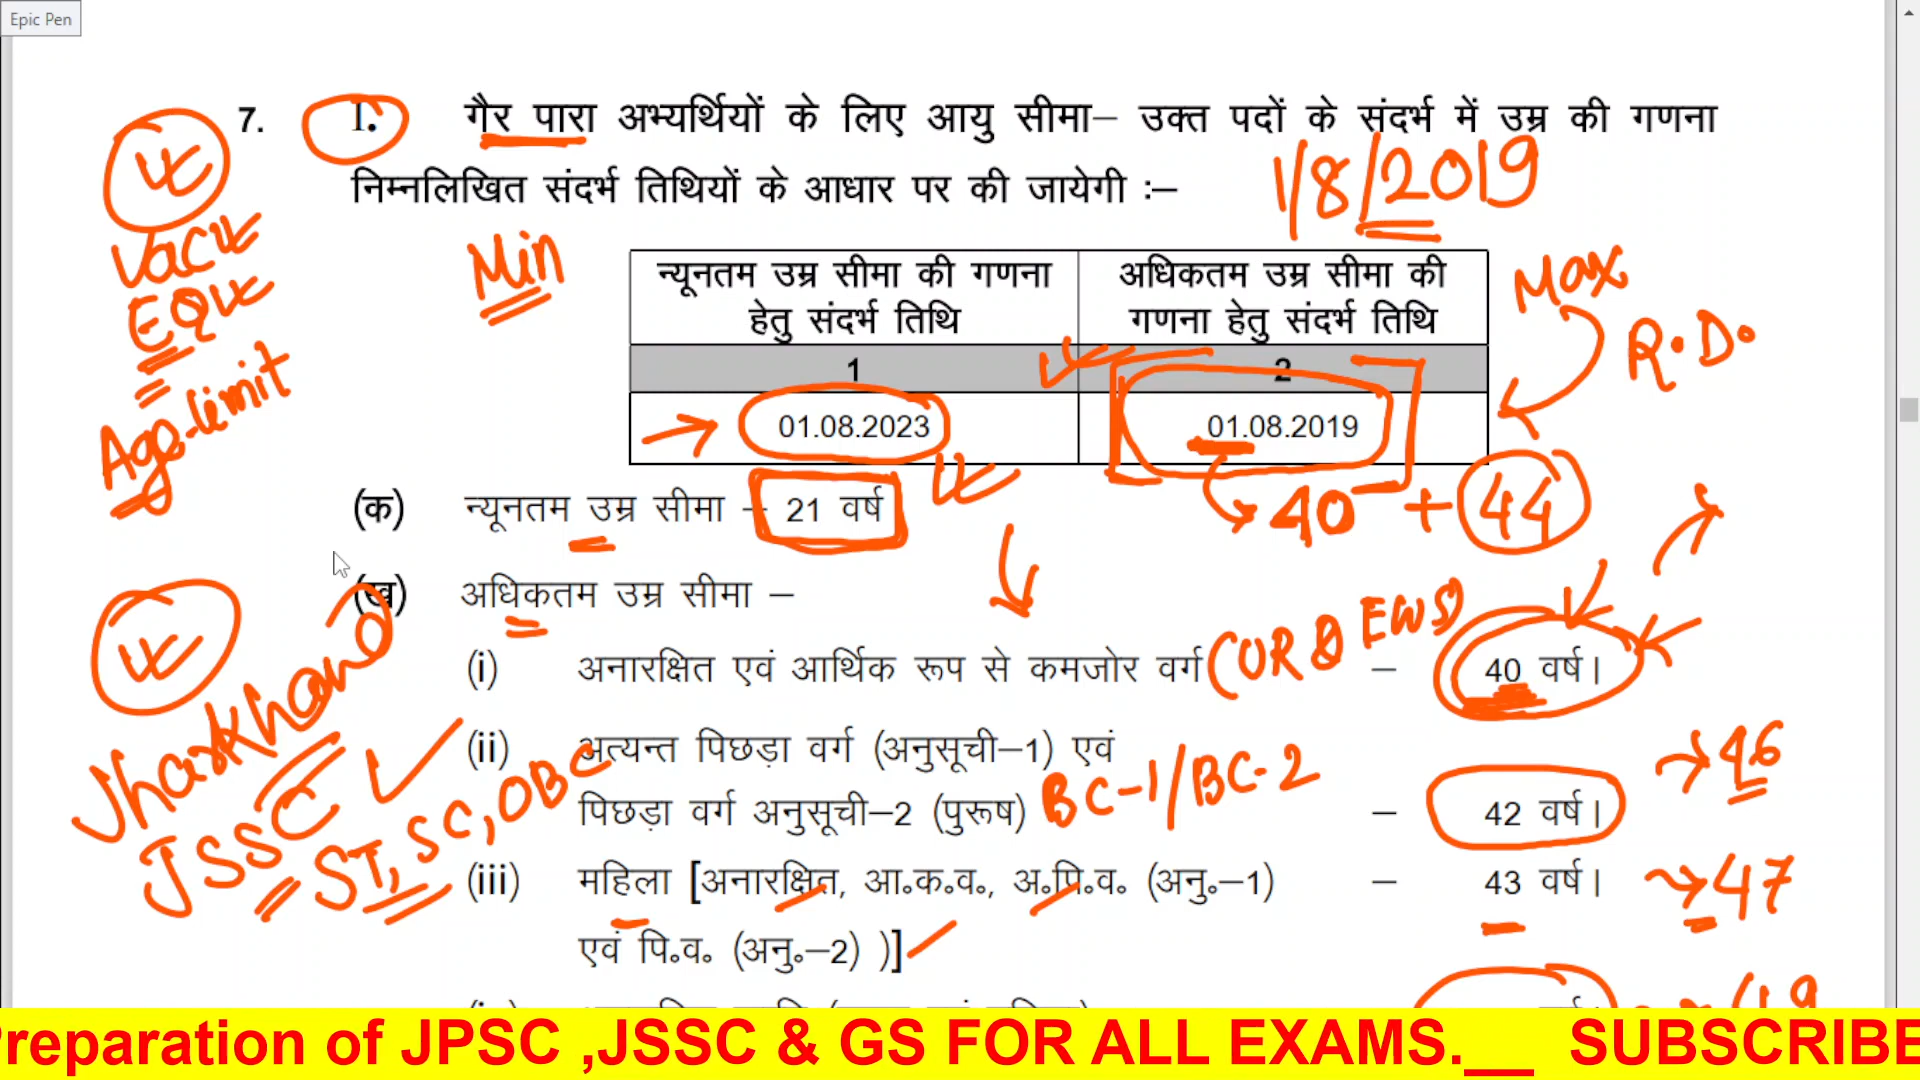 Epic Pen
7. I. गैर पारा अभ्यर्थियों के लिए आयु सीमा– उक्त पदों के संदर्भ में उम्र की गणना
निम्नलिखित संदर्भ तिथियों के आधार पर की जायेगी :–
1/8/2019
Vac
EQ
Age-limit
Min
Max
R.D.
न्यूनतम उम्र सीमा की गणना हेतु संदर्भ तिथि
अधिकतम उम्र सीमा की गणना हेतु संदर्भ तिथि
1 2
01.08.2023 01.08.2019
40 + 44
(क) न्यूनतम उम्र सीमा – 21 वर्ष
(ख) अधिकतम उम्र सीमा –
(i) अनारक्षित एवं आर्थिक रूप से कमजोर वर्ग (UR & EWS) – 40 वर्ष।
(ii) अत्यन्त पिछड़ा वर्ग (अनुसूची–1) एवं
पिछड़ा वर्ग अनुसूची–2 (पुरूष) BC-1/BC-2 – 42 वर्ष। 46
(iii) महिला [अनारक्षित, आ॰क॰व॰, अ॰पि॰व॰ (अनु॰–1) – 43 वर्ष। 47
एवं पि॰व॰ (अनु॰–2) )]
Jharkhand
JSSC
ST, SC, OBC
reparation of JPSC ,JSSC & GS FOR ALL EXAMS.__ SUBSCRIBE